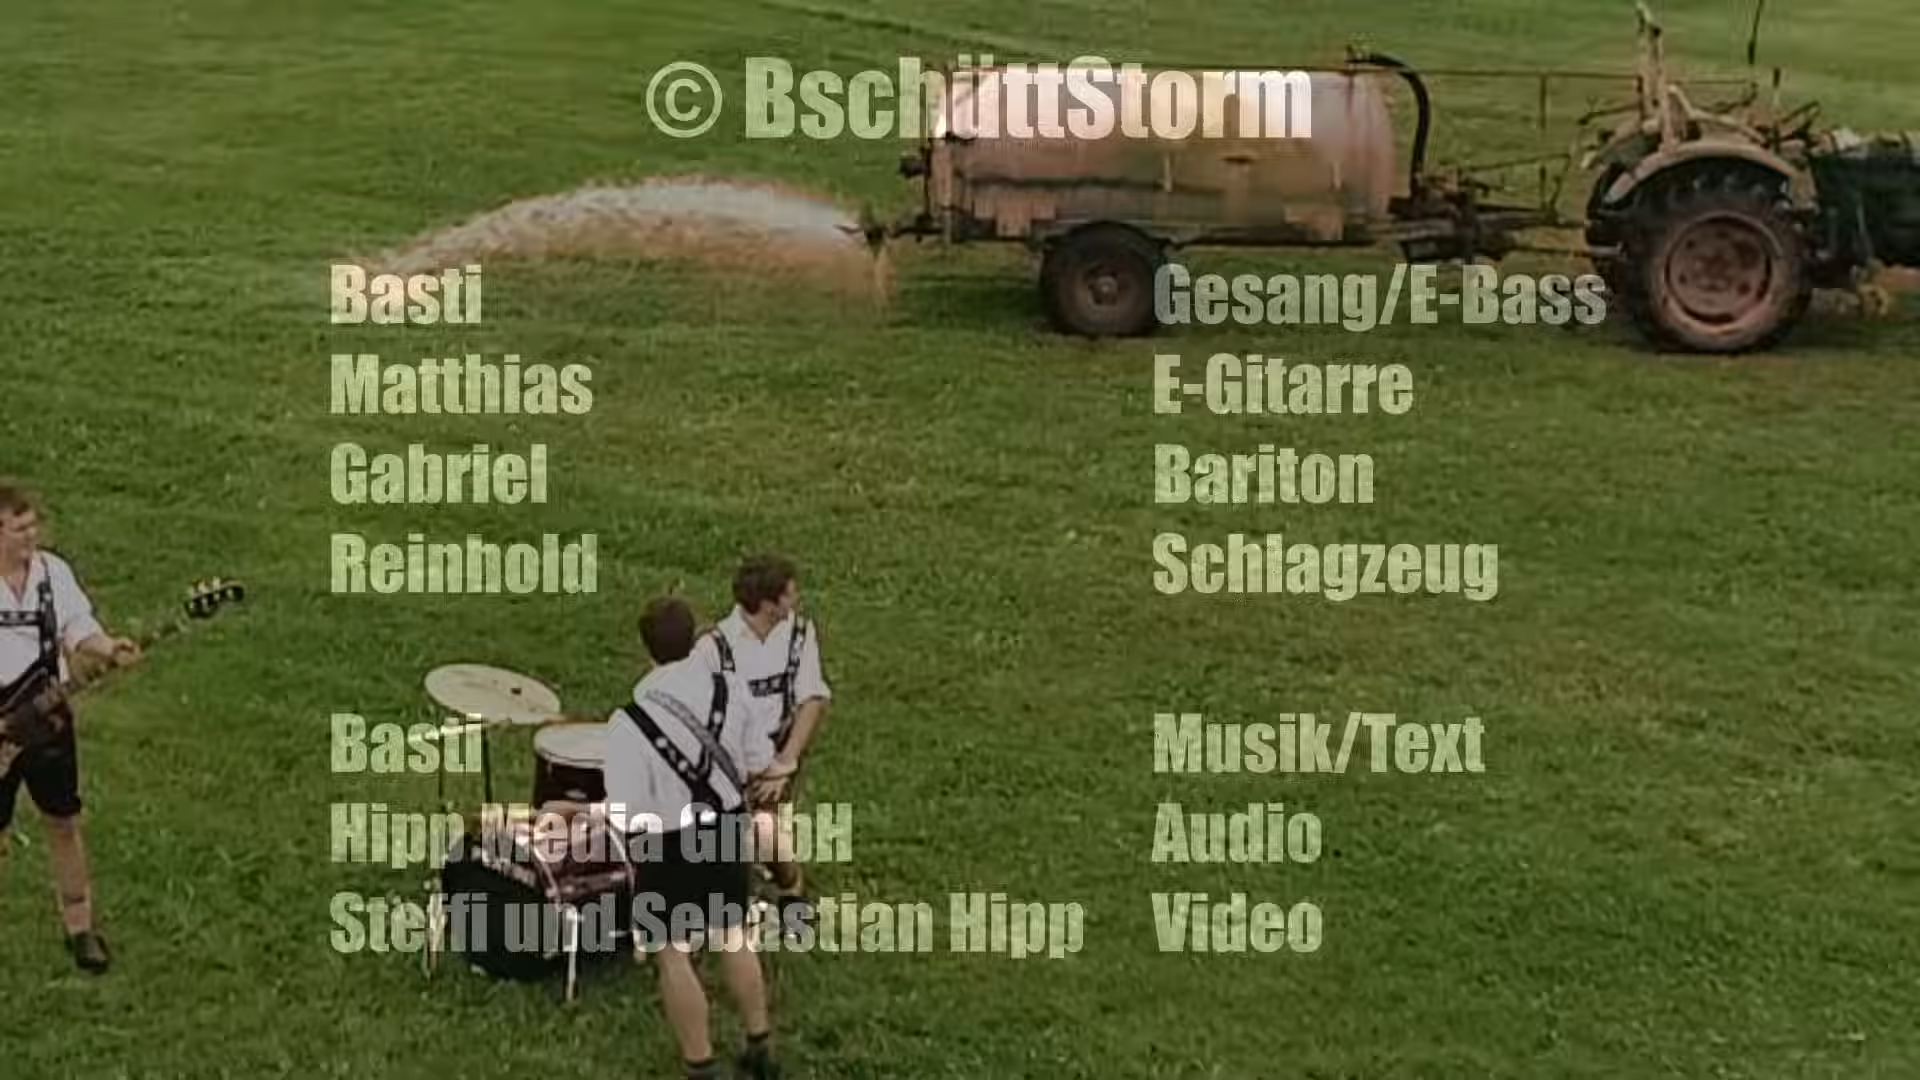 © BschüttStorm
Basti Gesang/E-Bass
Matthias E-Gitarre
Gabriel Bariton
Reinhold Schlagzeug
Basti Musik/Text
Hipp Media GmbH Audio
Steffi und Sebastian Hipp Video